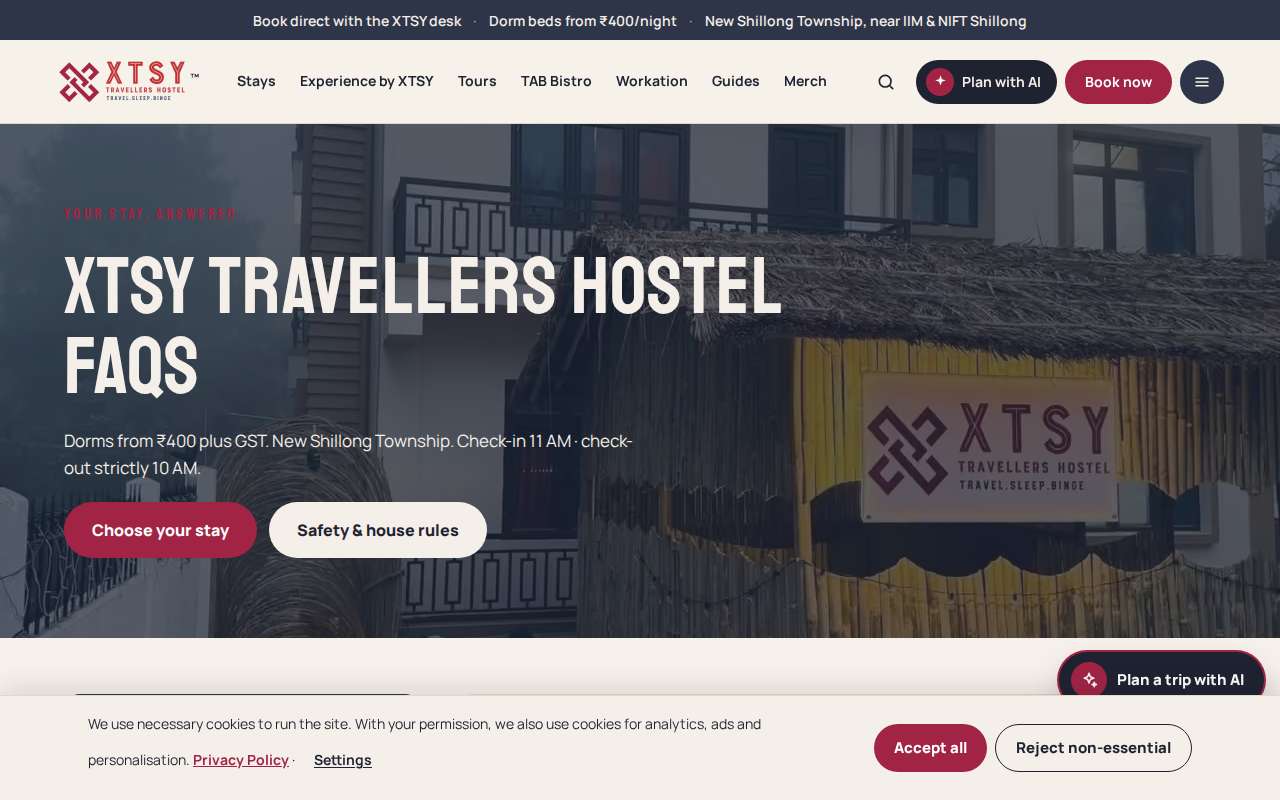 Book direct with the XTSY desk · Dorm beds from ₹400/night · New Shillong Township, near IIM & NIFT Shillong
XTSY ™
TRAVELLERS HOSTEL
TRAVEL.SLEEP.BINGE
Stays Experience by XTSY Tours TAB Bistro Workation Guides Merch Plan with AI Book now
YOUR STAY, ANSWERED
XTSY TRAVELLERS HOSTEL
FAQS
Dorms from ₹400 plus GST. New Shillong Township. Check-in 11 AM · check-
out strictly 10 AM.
Choose your stay Safety & house rules
XTSY
TRAVELLERS HOSTEL
TRAVEL.SLEEP.BINGE
Plan a trip with AI
We use necessary cookies to run the site. With your permission, we also use cookies for analytics, ads and
personalisation. Privacy Policy · Settings
Accept all Reject non-essential